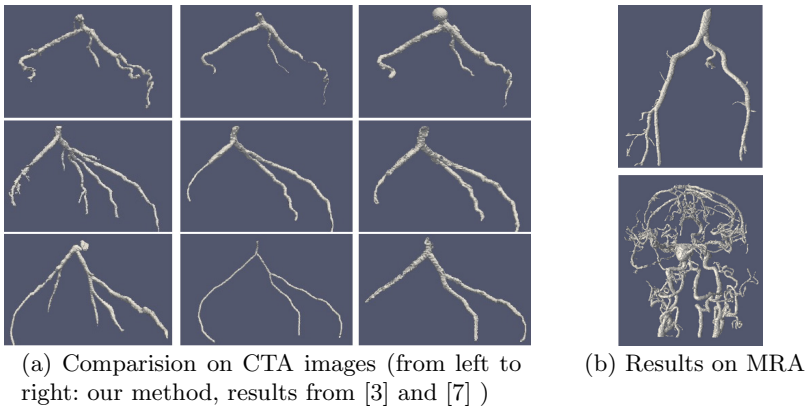 (a) Comparision on CTA images (from left to
right: our method, results from [3] and [7] )
(b) Results on MRA